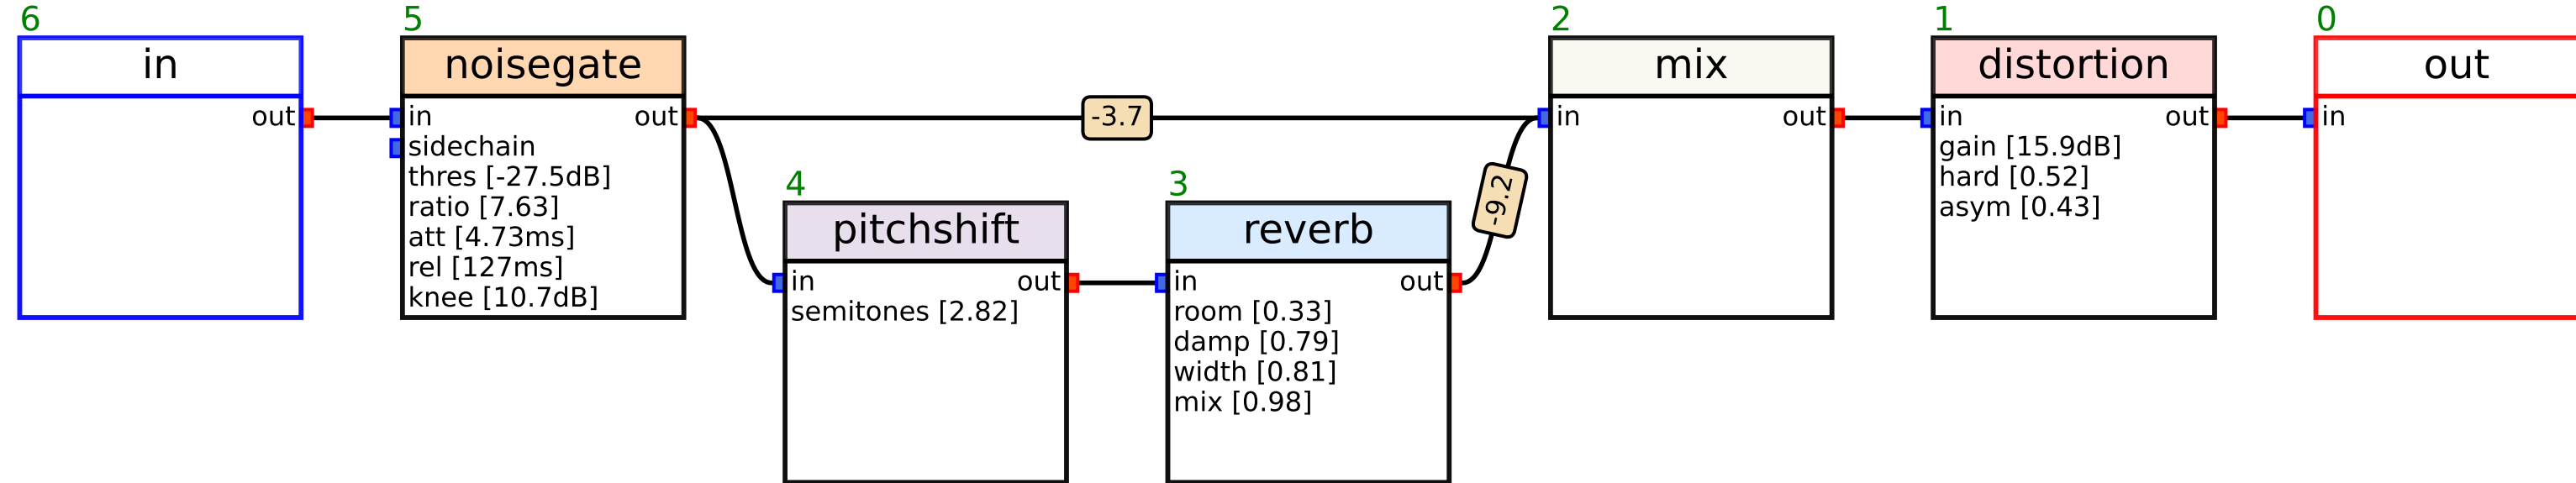 6
in
out
5
noisegate
in out
sidechain
thres [-27.5dB]
ratio [7.63]
att [4.73ms]
rel [127ms]
knee [10.7dB]
-3.7
4
pitchshift
in out
semitones [2.82]
3
reverb
in out
room [0.33]
damp [0.79]
width [0.81]
mix [0.98]
-9.2
2
mix
in out
1
distortion
in out
gain [15.9dB]
hard [0.52]
asym [0.43]
0
out
in